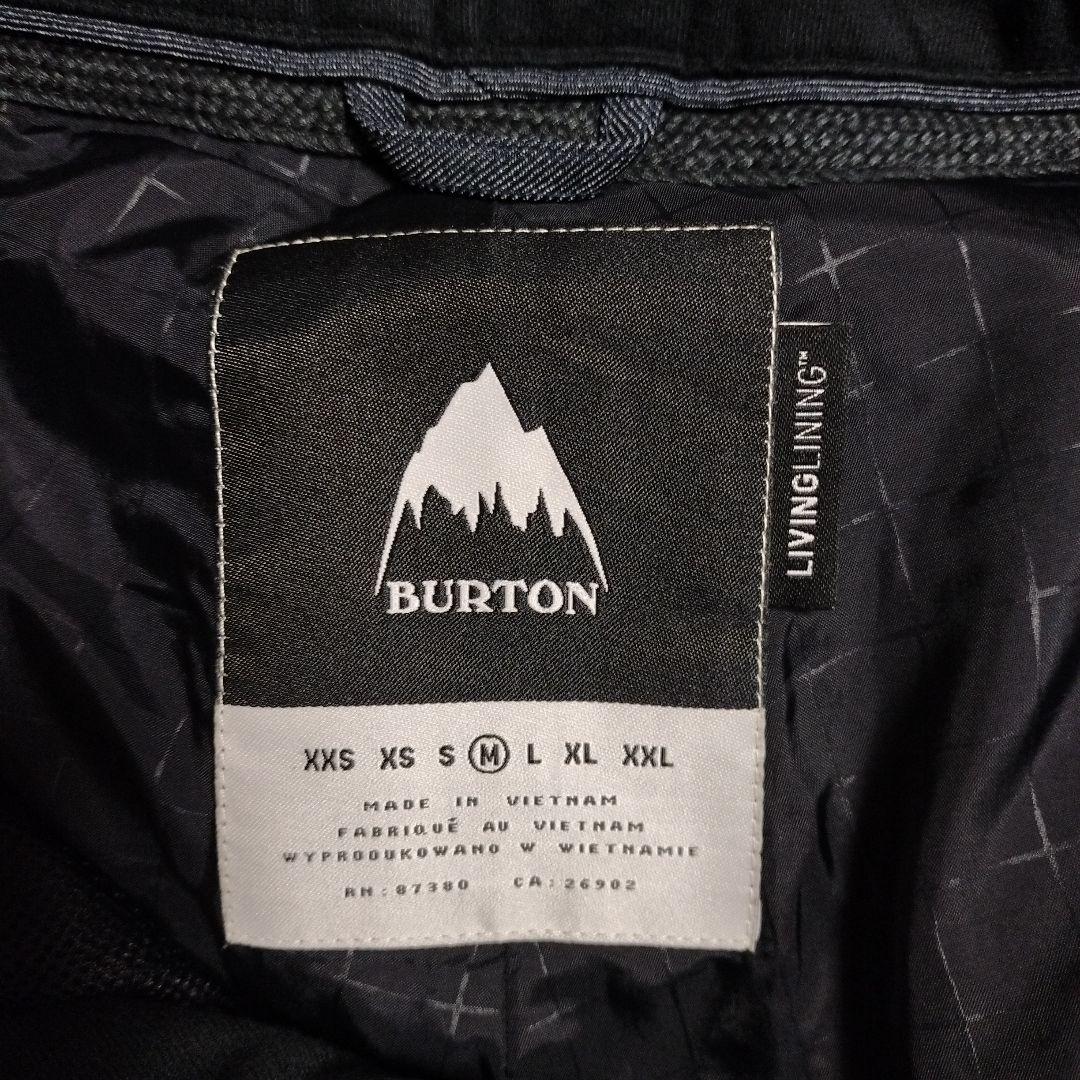 BURTON
LIVINGLINING™
XXS XS S M L XL XXL
MADE IN VIETNAM
FABRIQUÉ AU VIETNAM
WYPRODUKOWANO W WIETNAMIE
RN: 87380 CA: 26902